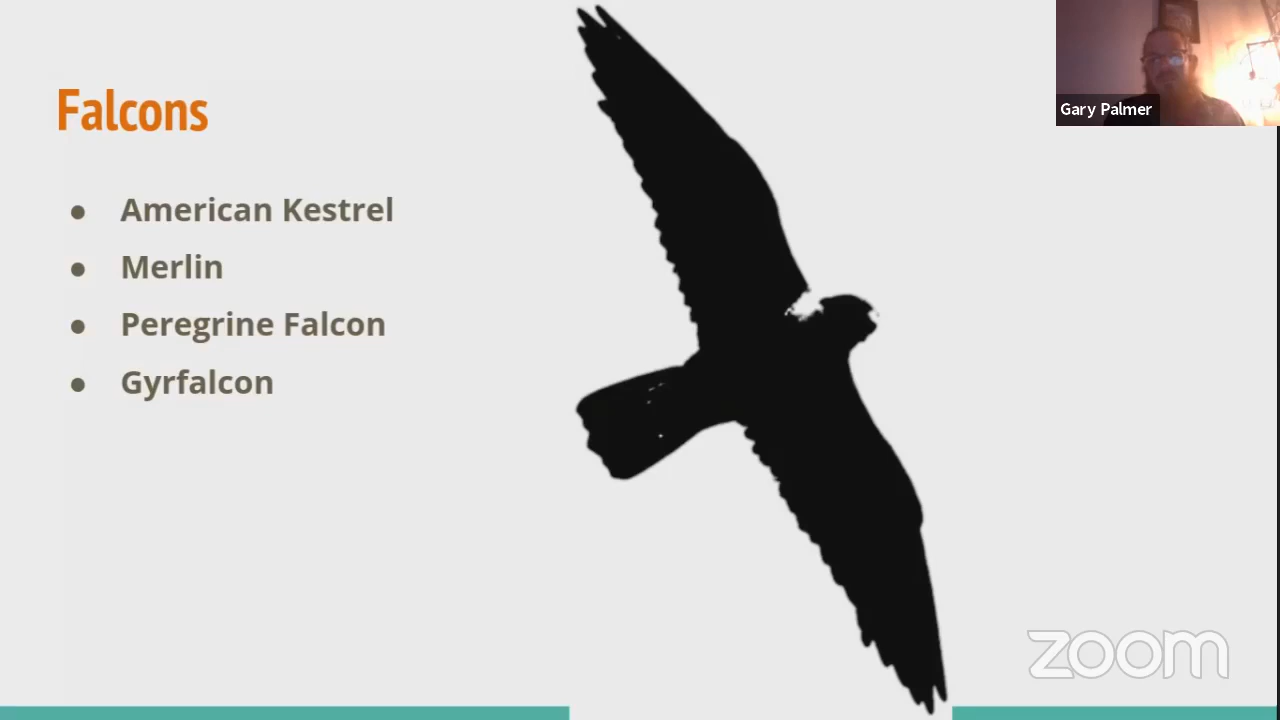 Falcons
● American Kestrel
● Merlin
● Peregrine Falcon
● Gyrfalcon
Gary Palmer
zoom